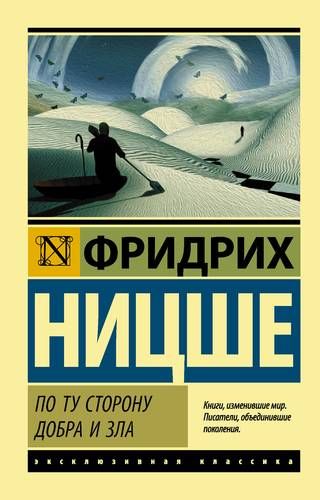 N
ФРИДРИХ
НИЦШЕ
ПО ТУ СТОРОНУ
ДОБРА И ЗЛА
Книги, изменившие мир.
Писатели, объединившие
поколения.
эксклюзивная классика